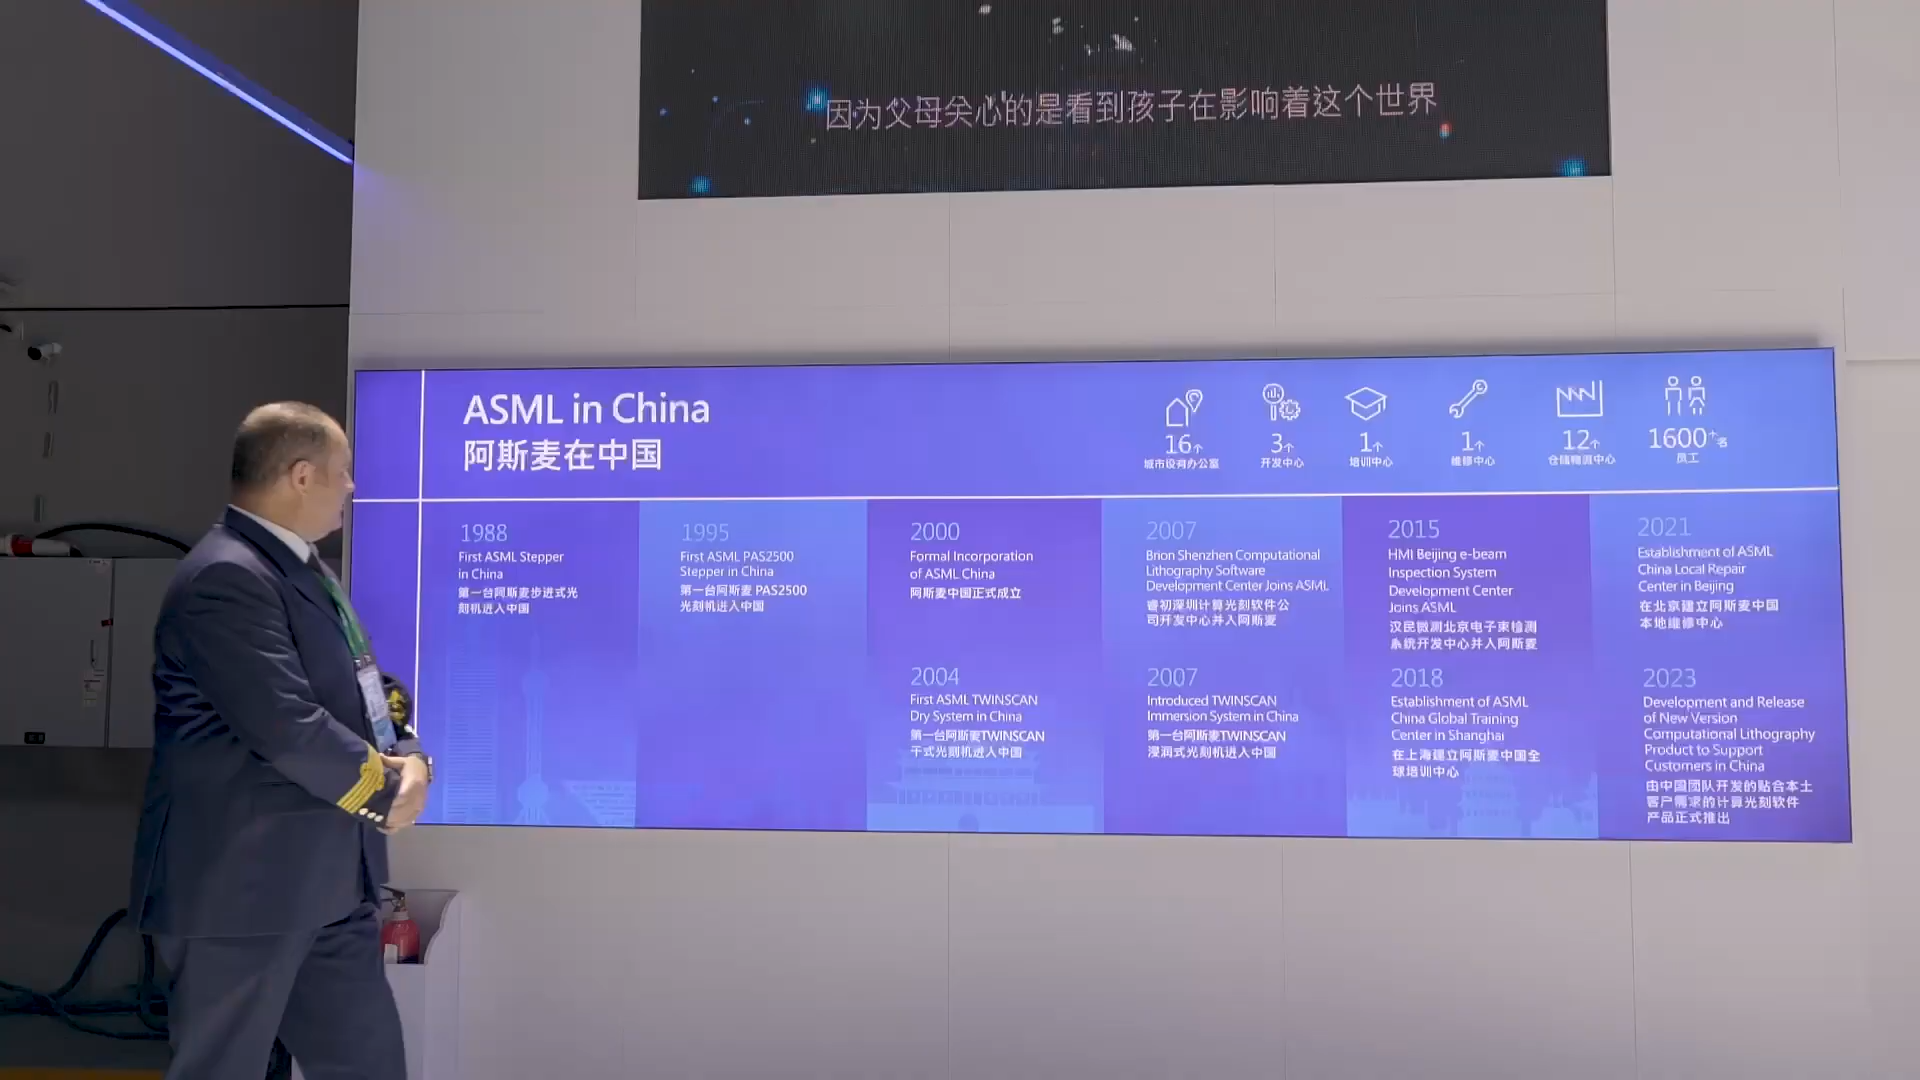 因为父母关心的是看到孩子在影响着这个世界
ASML in China
阿斯麦在中国
16个
城市设有办公室
3个
开发中心
1个
培训中心
1个
维修中心
12个
仓储物流中心
1600+名
员工
1988
First ASML Stepper
in China
第一台阿斯麦步进式光
刻机进入中国
1995
First ASML PAS2500
Stepper in China
第一台阿斯麦 PAS2500
光刻机进入中国
2000
Formal Incorporation
of ASML China
阿斯麦中国正式成立
2004
First ASML TWINSCAN
Dry System in China
第一台阿斯麦TWINSCAN
干式光刻机进入中国
2007
Brion Shenzhen Computational
Lithography Software
Development Center Joins ASML
睿初深圳计算光刻软件公
司开发中心并入阿斯麦
2007
Introduced TWINSCAN
Immersion System in China
第一台阿斯麦TWINSCAN
浸润式光刻机进入中国
2015
HMI Beijing e-beam
Inspection System
Development Center
Joins ASML
汉民微测北京电子束检测
系统开发中心并入阿斯麦
2018
Establishment of ASML
China Global Training
Center in Shanghai
在上海建立阿斯麦中国全
球培训中心
2021
Establishment of ASML
China Local Repair
Center in Beijing
在北京建立阿斯麦中国
本地维修中心
2023
Development and Release
of New Version
Computational Lithography
Product to Support
Customers in China
由中国团队开发的贴合本土
客户需求的计算光刻软件
产品正式推出